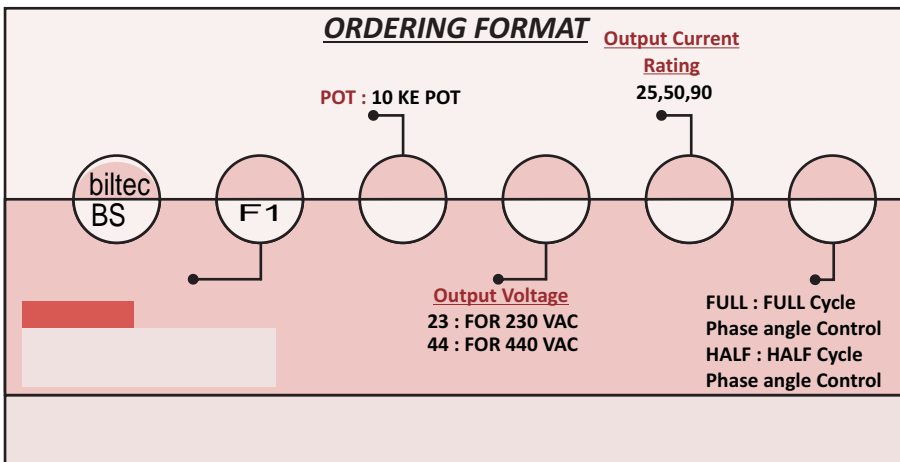 ORDERING FORMAT
Output Current
Rating
25,50,90
POT : 10 KE POT
biltec
BS
F1
Output Voltage
23 : FOR 230 VAC
44 : FOR 440 VAC
FULL : FULL Cycle
Phase angle Control
HALF : HALF Cycle
Phase angle Control